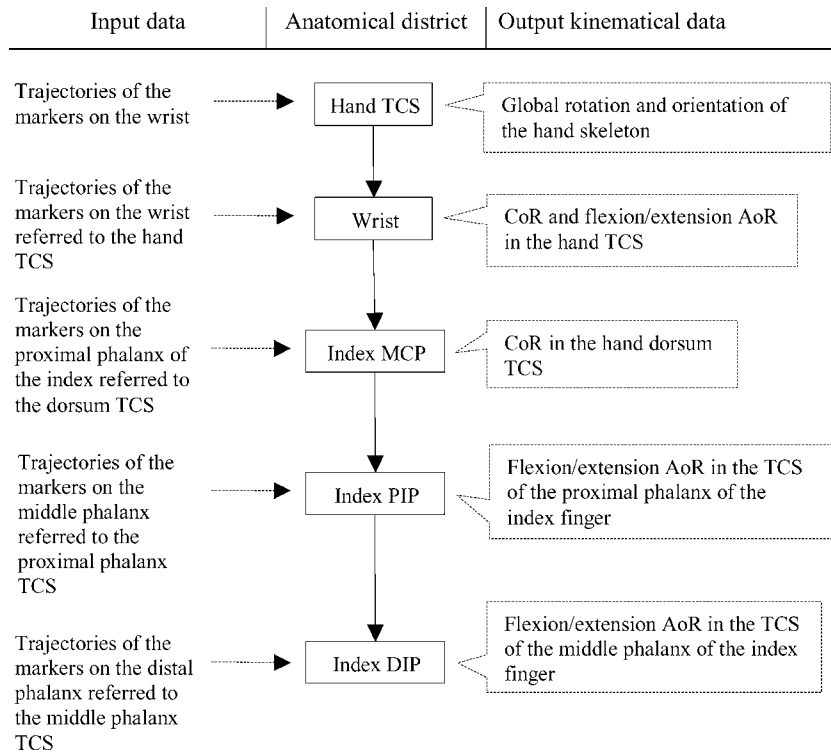 Input data
Anatomical district
Output kinematical data
Trajectories of the
markers on the wrist
Hand TCS
Global rotation and orientation of
the hand skeleton
Trajectories of the
markers on the wrist
referred to the hand
TCS
Wrist
CoR and flexion/extension AoR
in the hand TCS
Trajectories of the
markers on the
proximal phalanx of
the index referred to
the dorsum TCS
Index MCP
CoR in the hand dorsum
TCS
Trajectories of the
markers on the
middle phalanx
referred to the
proximal phalanx
TCS
Index PIP
Flexion/extension AoR in the TCS
of the proximal phalanx of the
index finger
Trajectories of the
markers on the distal
phalanx referred to
the middle phalanx
TCS
Index DIP
Flexion/extension AoR in the TCS
of the middle phalanx of the index
finger